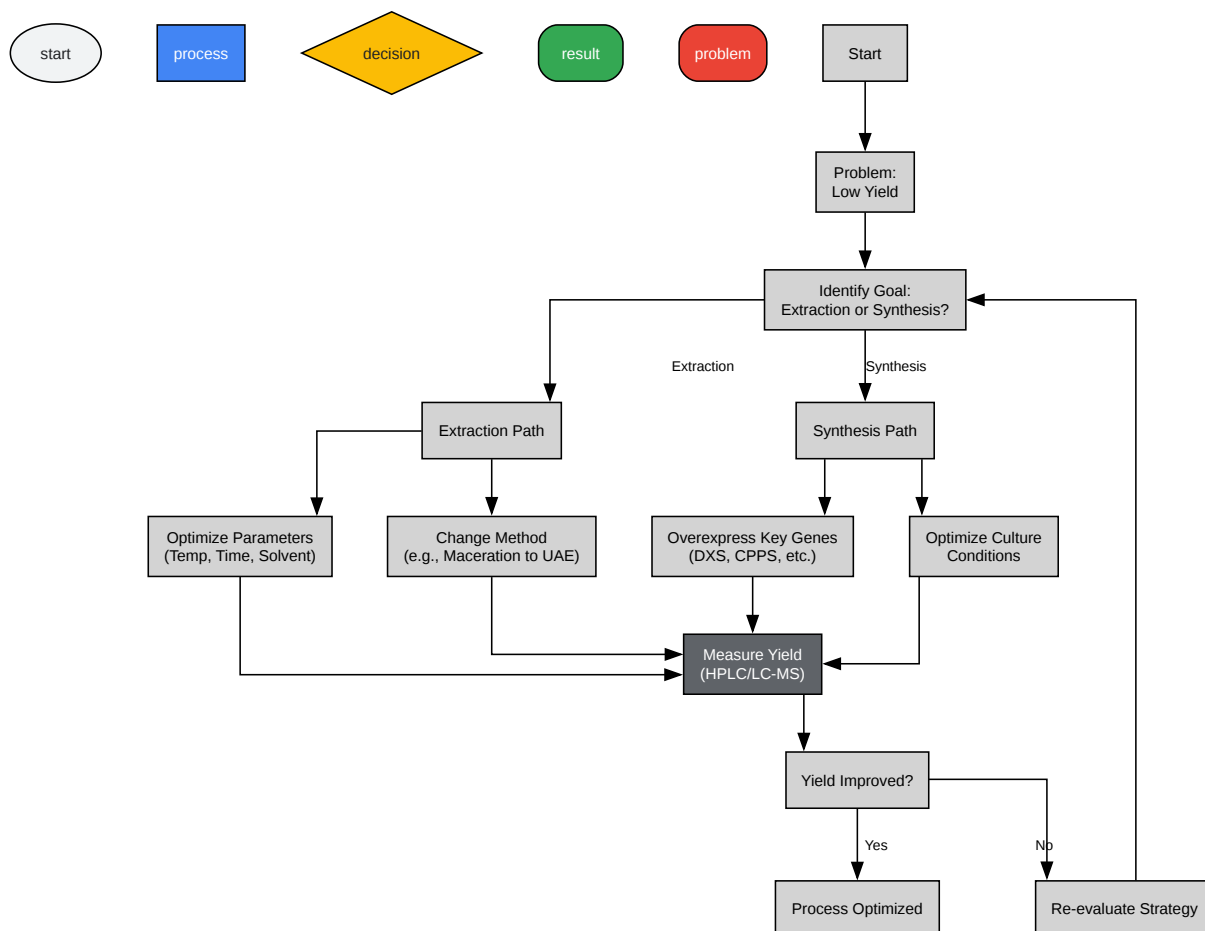 start
process
decision
result
problem
Start
Problem:
Low Yield
Identify Goal:
Extraction or Synthesis?
Extraction
Synthesis
Extraction Path
Synthesis Path
Optimize Parameters
(Temp, Time, Solvent)
Change Method
(e.g., Maceration to UAE)
Overexpress Key Genes
(DXS, CPPS, etc.)
Optimize Culture
Conditions
Measure Yield
(HPLC/LC-MS)
Yield Improved?
Yes
No
Process Optimized
Re-evaluate Strategy